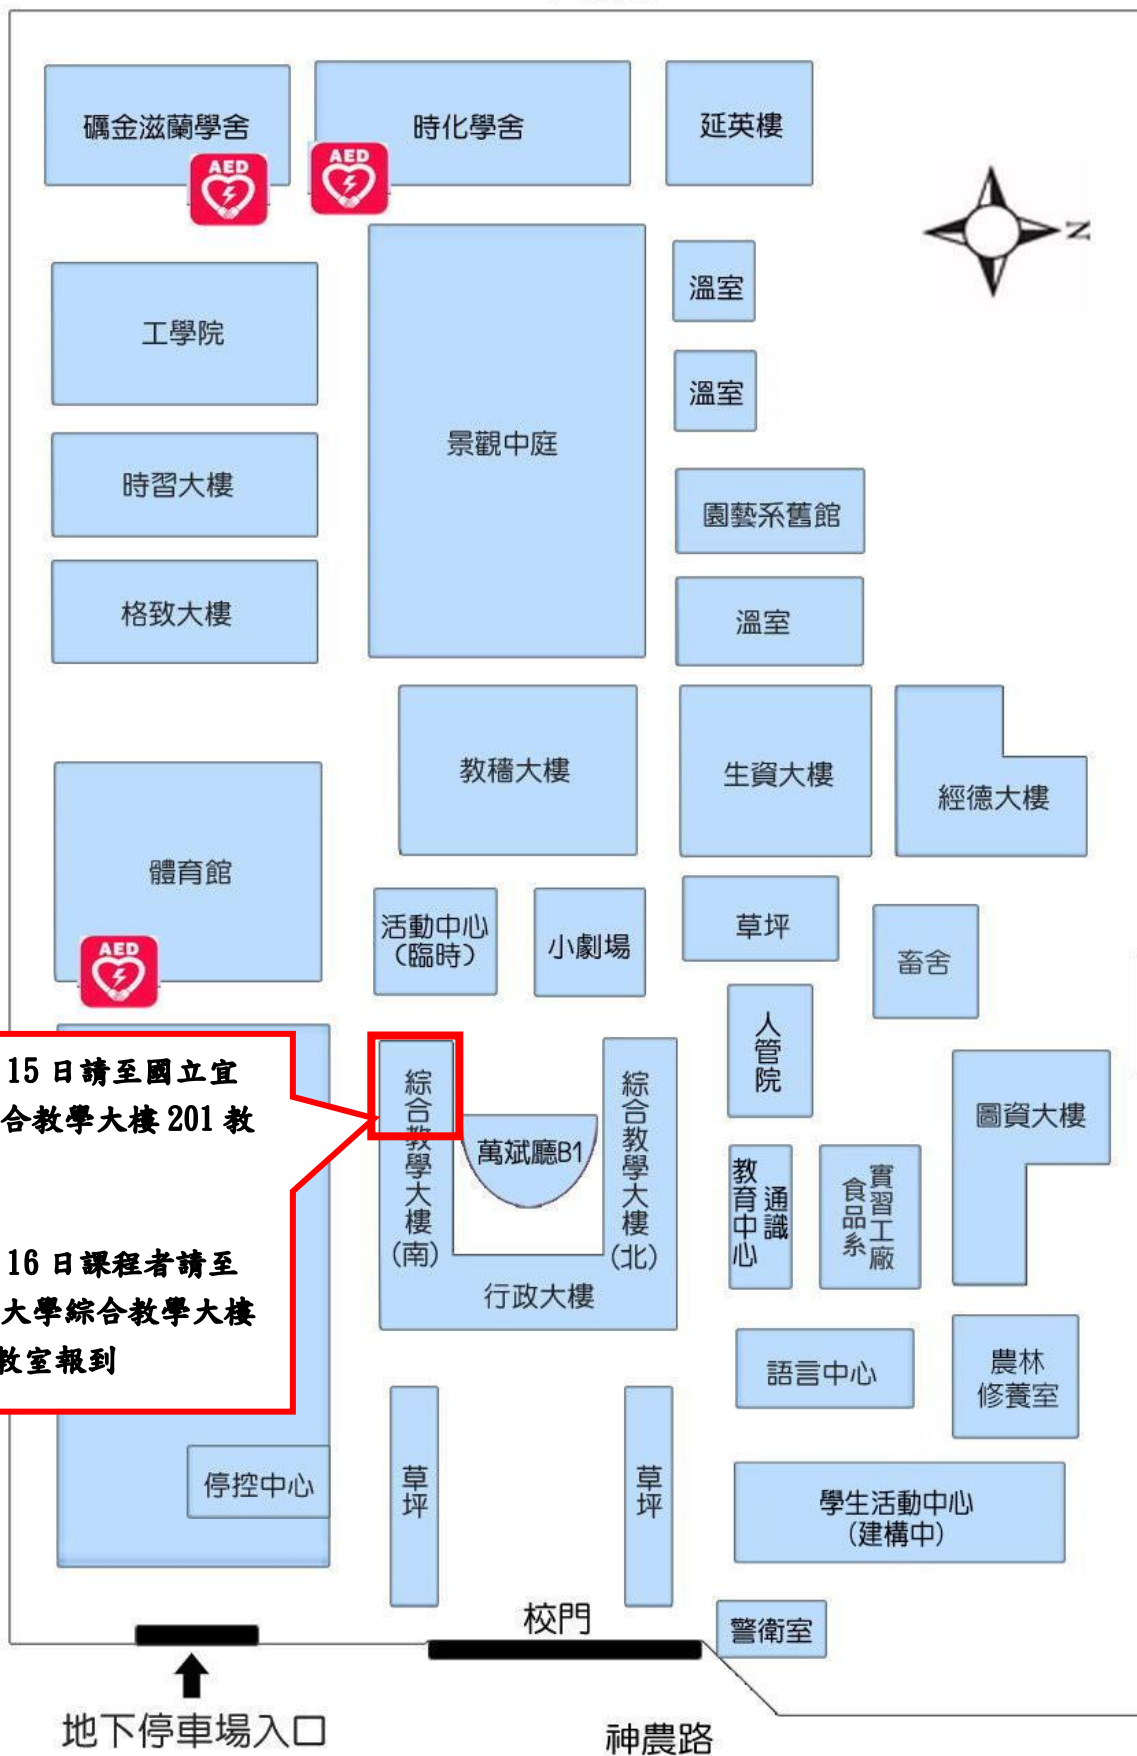 礪金滋蘭學舍
時化學舍
延英樓
AED
AED
N
溫室
工學院
溫室
景觀中庭
時習大樓
園藝系舊館
格致大樓
溫室
教穡大樓
生資大樓
經德大樓
體育館
活動中心
(臨時)
小劇場
草坪
畜舍
AED
人管院
15 日請至國立宜
合教學大樓 201 教
16 日課程者請至
大學綜合教學大樓
教室報到
綜合教學大樓(南)
萬斌廳B1
綜合教學大樓(北)
圖資大樓
通識
教育中心
實習工廠
食品系
行政大樓
語言中心
農林
修養室
停控中心
草坪
草坪
學生活動中心
(建構中)
校門
警衛室
地下停車場入口
神農路